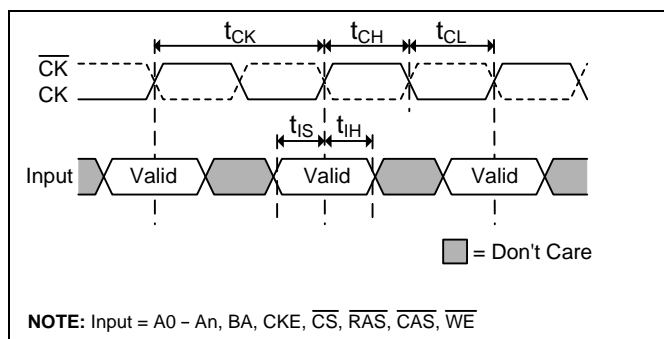 tCK tCH tCL
CK
CK
tIS tIH
Input Valid Valid Valid
= Don't Care
NOTE: Input = A0 – An, BA, CKE, CS, RAS, CAS, WE